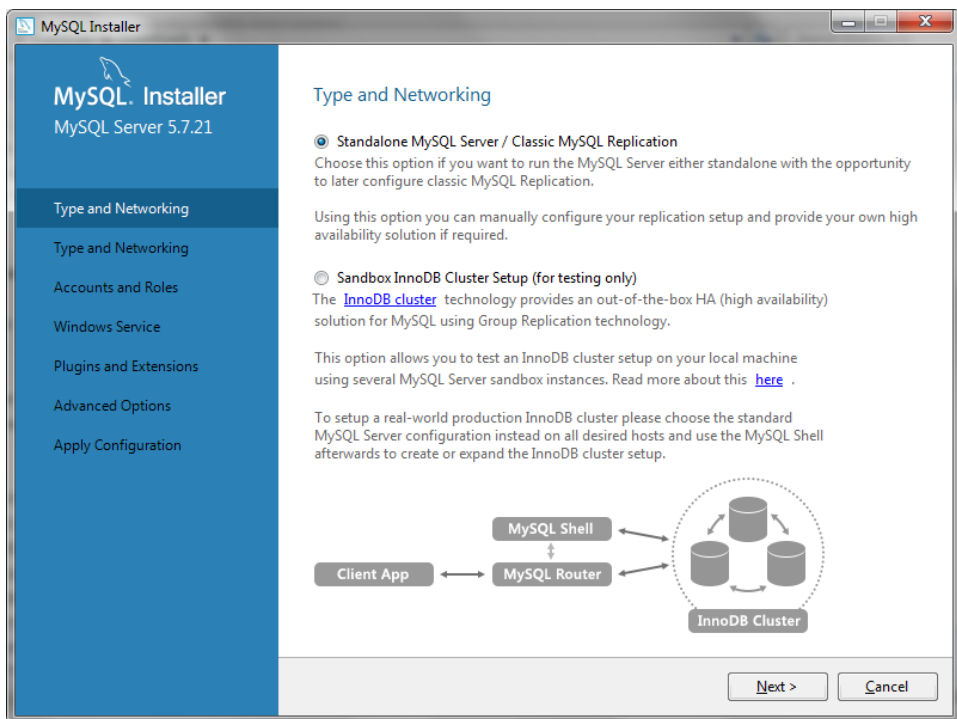 MySQL Installer
MySQL. Installer
MySQL Server 5.7.21
Type and Networking
Type and Networking
Accounts and Roles
Windows Service
Plugins and Extensions
Advanced Options
Apply Configuration
Type and Networking
Standalone MySQL Server / Classic MySQL Replication
Choose this option if you want to run the MySQL Server either standalone with the opportunity
to later configure classic MySQL Replication.
Using this option you can manually configure your replication setup and provide your own high
availability solution if required.
Sandbox InnoDB Cluster Setup (for testing only)
The InnoDB cluster technology provides an out-of-the-box HA (high availability)
solution for MySQL using Group Replication technology.
This option allows you to test an InnoDB cluster setup on your local machine
using several MySQL Server sandbox instances. Read more about this here .
To setup a real-world production InnoDB cluster please choose the standard
MySQL Server configuration instead on all desired hosts and use the MySQL Shell
afterwards to create or expand the InnoDB cluster setup.
MySQL Shell
Client App
MySQL Router
InnoDB Cluster
Next >
Cancel